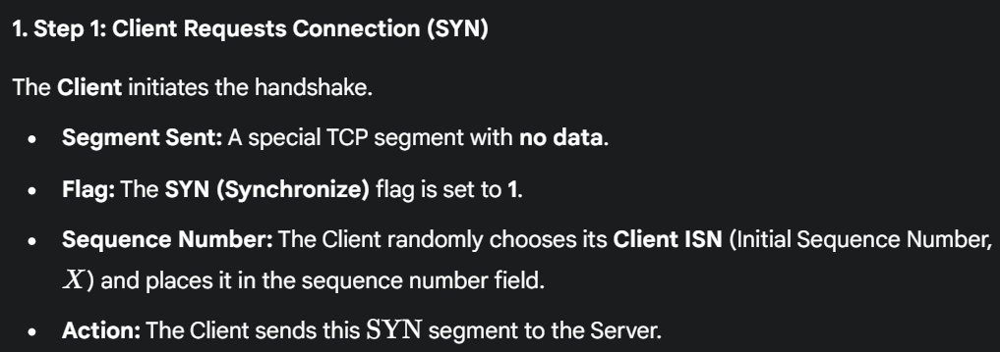 1. Step 1: Client Requests Connection (SYN)
The Client initiates the handshake.
• Segment Sent: A special TCP segment with no data.
• Flag: The SYN (Synchronize) flag is set to 1.
• Sequence Number: The Client randomly chooses its Client ISN (Initial Sequence Number,
X) and places it in the sequence number field.
• Action: The Client sends this SYN segment to the Server.